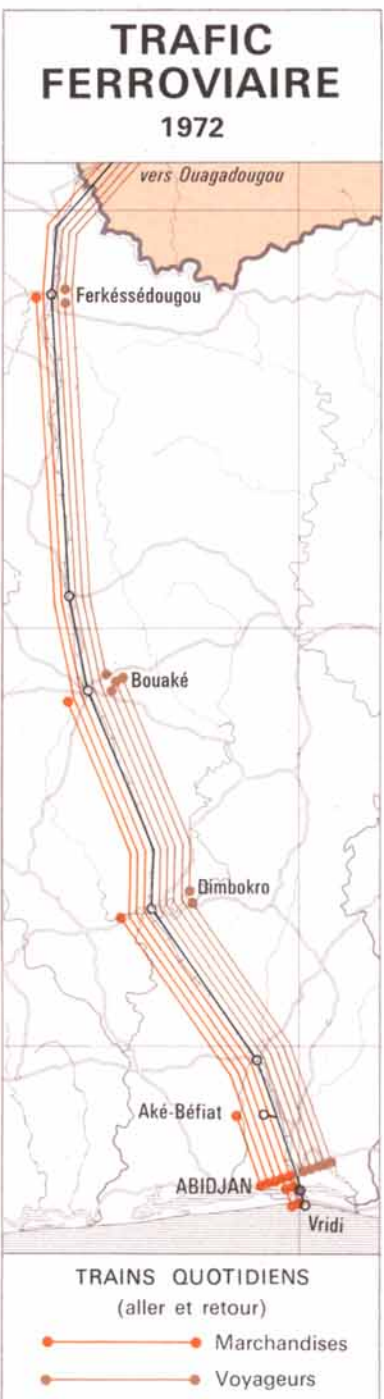 TRAFIC
FERROVIAIRE
1972
vers Ouagadougou
Ferkéssédougou
Bouaké
Dimbokro
Aké-Béfiat
ABIDJAN
Vridi
TRAINS QUOTIDIENS
(aller et retour)
Marchandises
Voyageurs